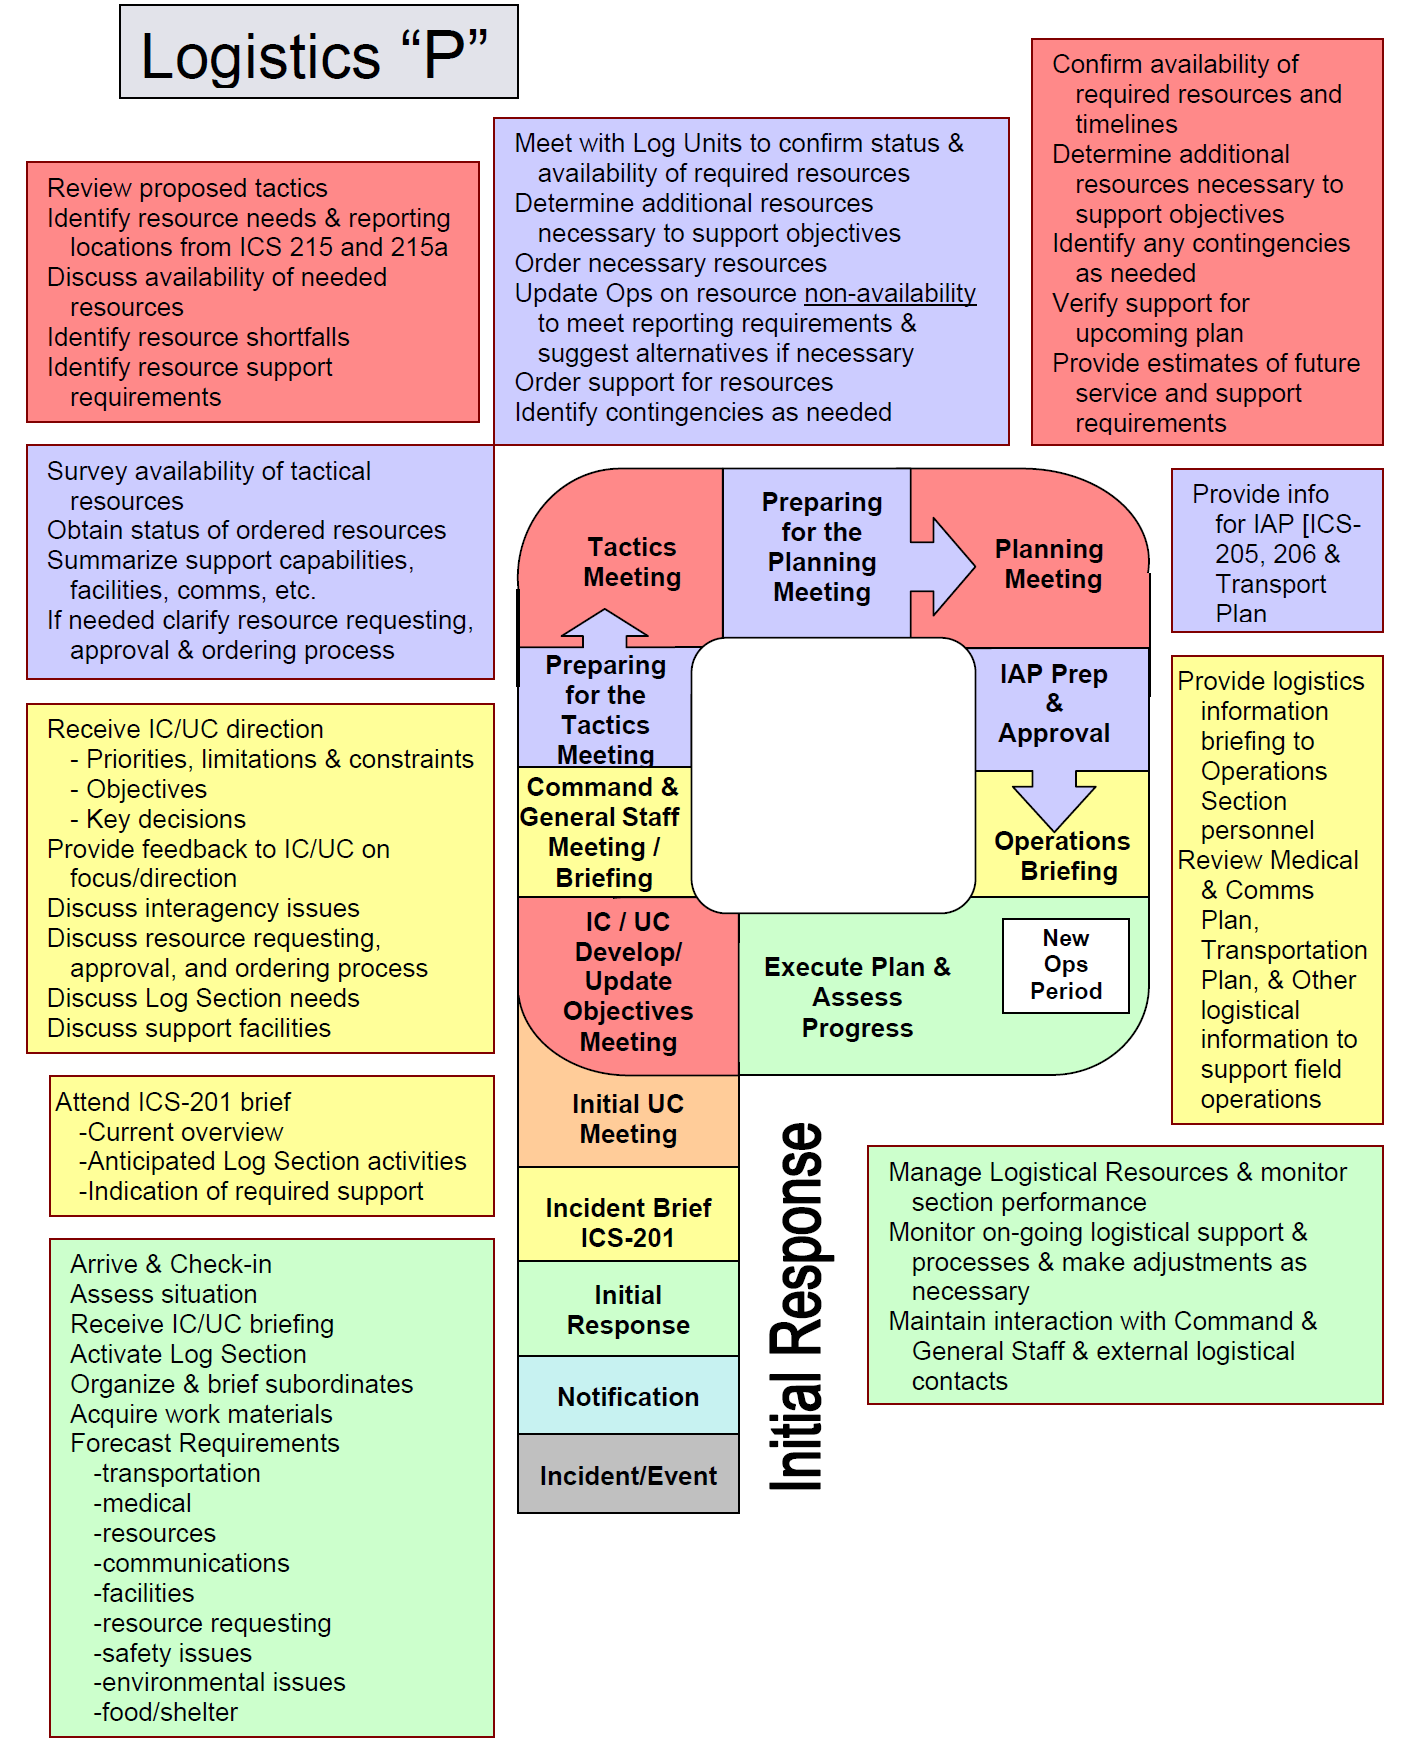 Logistics “P”
Review proposed tactics
Identify resource needs & reporting
locations from ICS 215 and 215a
Discuss availability of needed
resources
Identify resource shortfalls
Identify resource support
requirements
Meet with Log Units to confirm status &
availability of required resources
Determine additional resources
necessary to support objectives
Order necessary resources
Update Ops on resource non-availability
to meet reporting requirements &
suggest alternatives if necessary
Order support for resources
Identify contingencies as needed
Confirm availability of
required resources and
timelines
Determine additional
resources necessary to
support objectives
Identify any contingencies
as needed
Verify support for
upcoming plan
Provide estimates of future
service and support
requirements
Survey availability of tactical
resources
Obtain status of ordered resources
Summarize support capabilities,
facilities, comms, etc.
If needed clarify resource requesting,
approval & ordering process
Receive IC/UC direction
- Priorities, limitations & constraints
- Objectives
- Key decisions
Provide feedback to IC/UC on
focus/direction
Discuss interagency issues
Discuss resource requesting,
approval, and ordering process
Discuss Log Section needs
Discuss support facilities
Attend ICS-201 brief
-Current overview
-Anticipated Log Section activities
-Indication of required support
Arrive & Check-in
Assess situation
Receive IC/UC briefing
Activate Log Section
Organize & brief subordinates
Acquire work materials
Forecast Requirements
-transportation
-medical
-resources
-communications
-facilities
-resource requesting
-safety issues
-environmental issues
-food/shelter
Tactics
Meeting
Preparing
for the
Planning
Meeting
Planning
Meeting
Preparing
for the
Tactics
Meeting
IAP Prep
&
Approval
Command &
General Staff
Meeting /
Briefing
Operations
Briefing
IC / UC
Develop/
Update
Objectives
Meeting
Execute Plan &
Assess
Progress
New
Ops
Period
Initial UC
Meeting
Incident Brief
ICS-201
Initial
Response
Notification
Incident/Event
Initial Response
Provide info
for IAP [ICS-
205, 206 &
Transport
Plan
Provide logistics
information
briefing to
Operations
Section
personnel
Review Medical
& Comms
Plan,
Transportation
Plan, & Other
logistical
information to
support field
operations
Manage Logistical Resources & monitor
section performance
Monitor on-going logistical support &
processes & make adjustments as
necessary
Maintain interaction with Command &
General Staff & external logistical
contacts